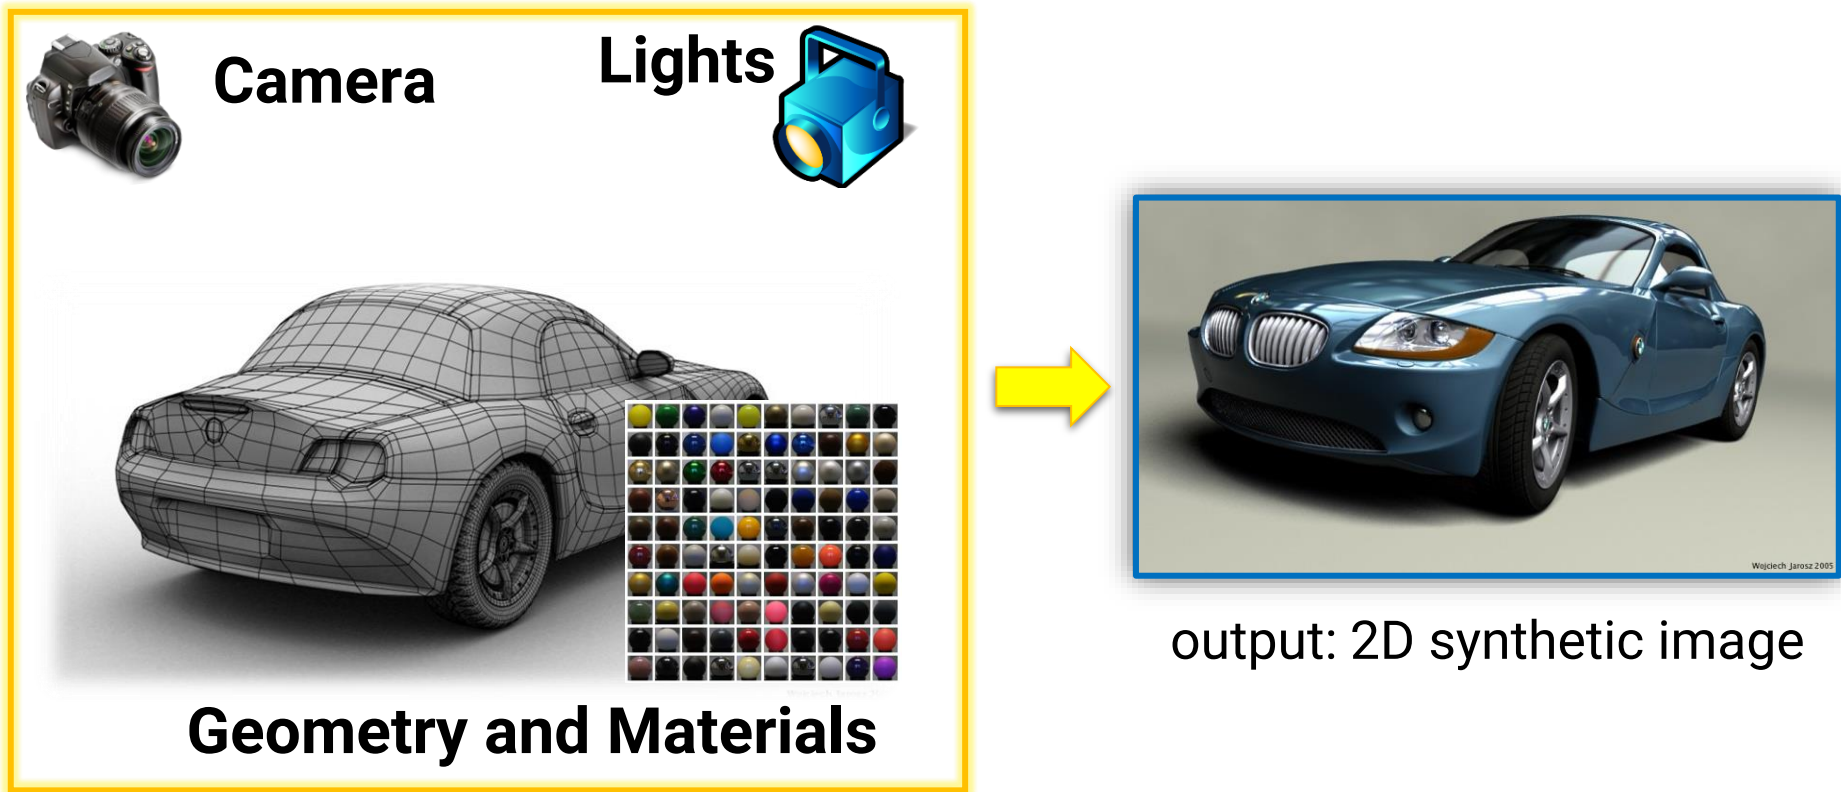 Camera
Lights
Geometry and Materials
Wojciech Jarosz 2005
output: 2D synthetic image